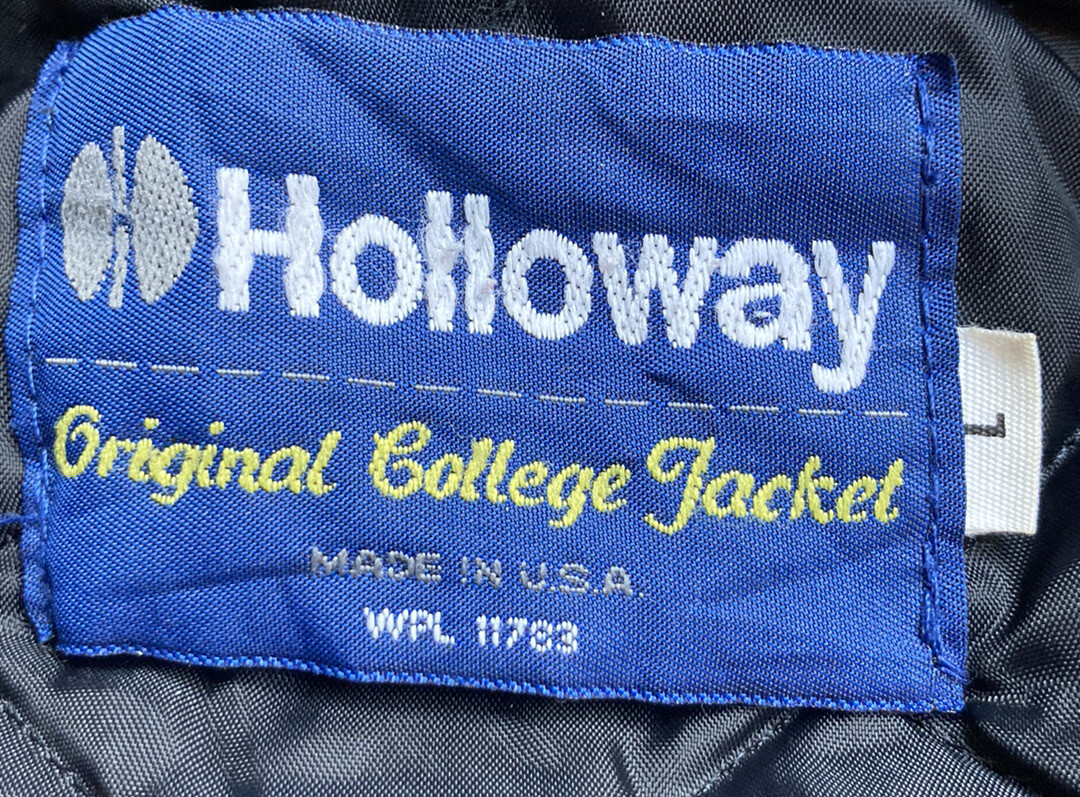 Holloway
Original College Jacket
MADE IN U.S.A.
WPL 11783
L